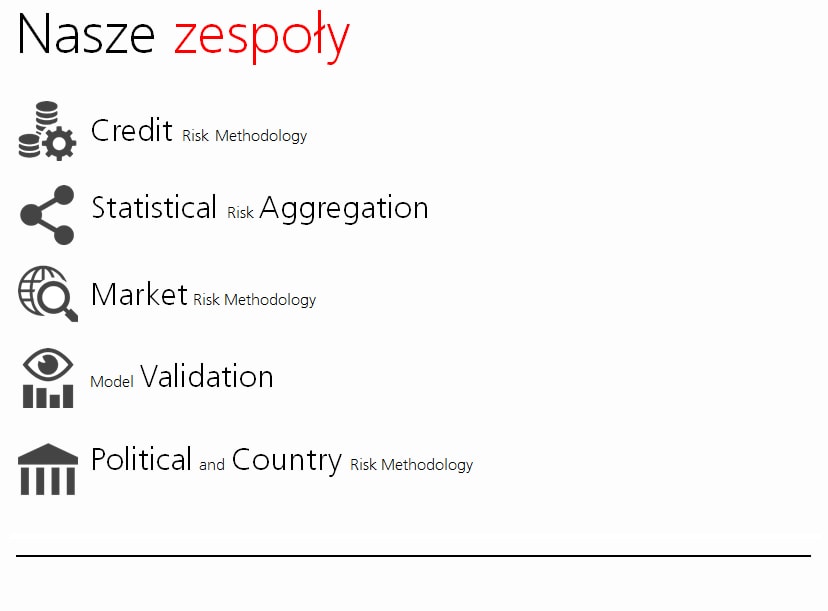 Nasze zespoły
Credit Risk Methodology
Statistical Risk Aggregation
Market Risk Methodology
Model Validation
Political and Country Risk Methodology